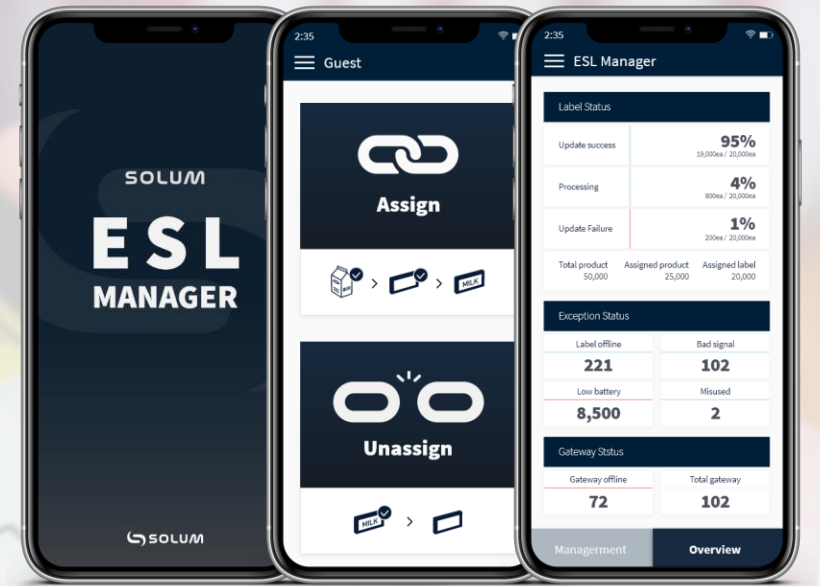 SOLUM
ESL
MANAGER
SOLUM
2:35
Guest
Assign
MILK
Unassign
MILK
2:35
ESL Manager
Label Status
Update success
95%
19,000ea / 20,000ea
Processing
4%
800ea / 20,000ea
Update Failure
1%
200ea / 20,000ea
Total product Assigned product Assigned label
50,000 25,000 20,000
Exception Status
Label offline Bad signal
221 102
Low battery Misused
8,500 2
Gateway Ststus
Gateway offline Total gateway
72 102
Managerment Overview